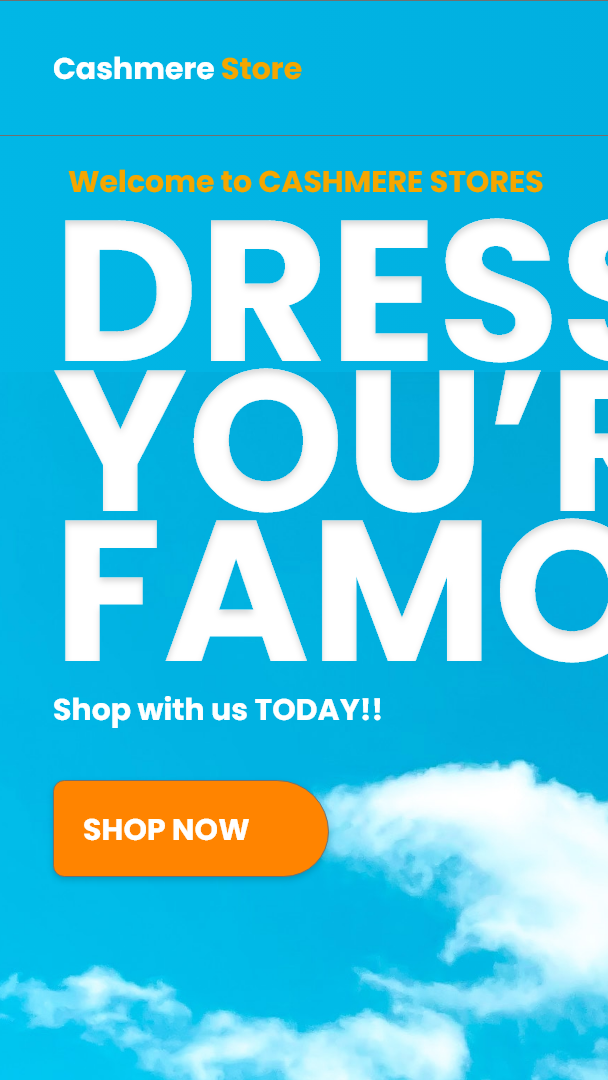 Cashmere Store
Welcome to CASHMERE STORES
DRESS
YOU’R
FAMO
Shop with us TODAY!!
SHOP NOW